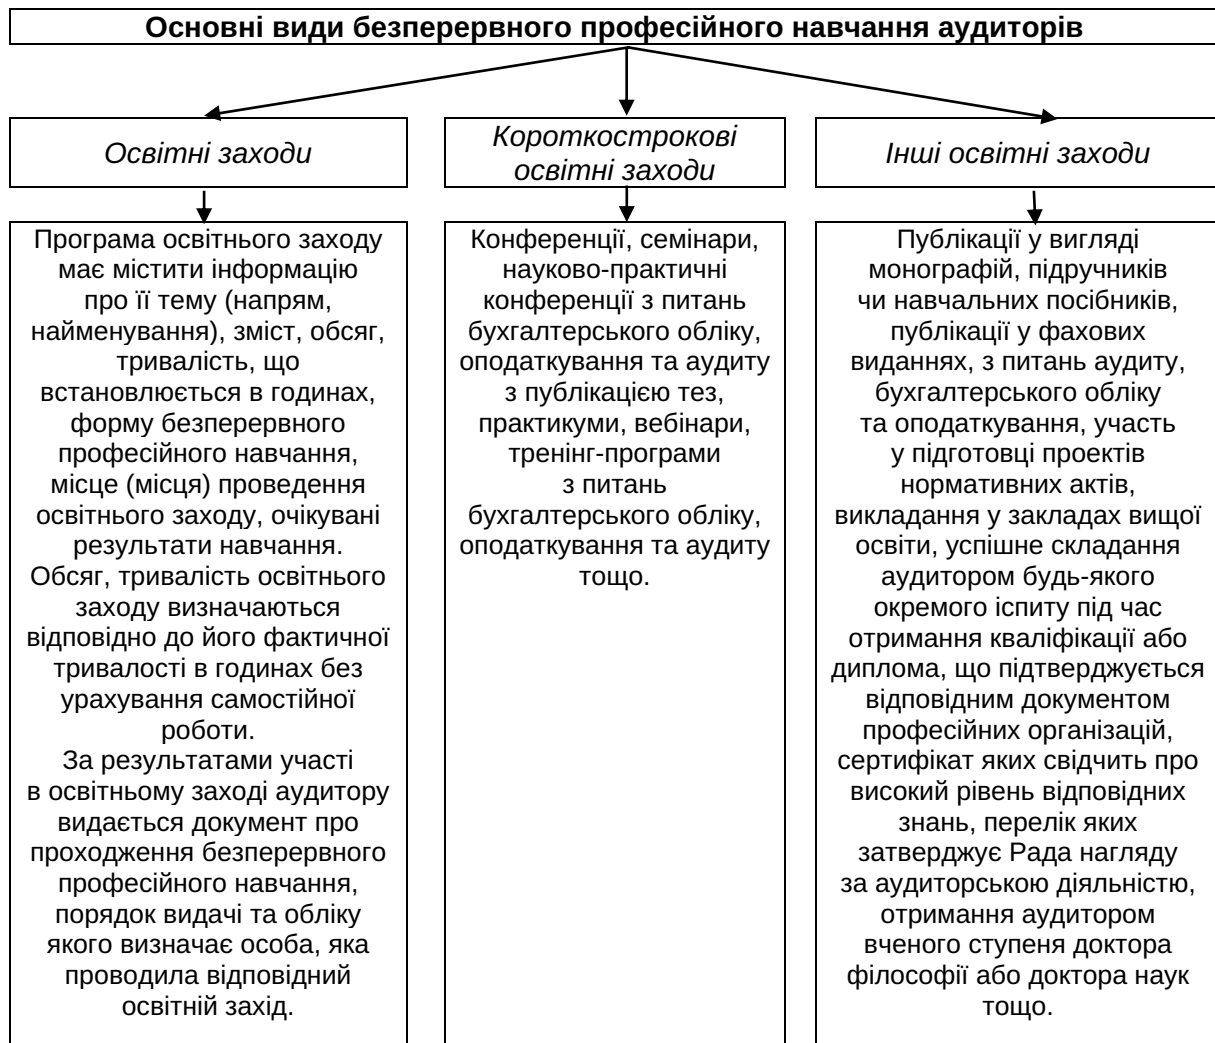 Основні види безперервного професійного навчання аудиторів
Освітні заходи
Короткострокові
освітні заходи
Інші освітні заходи
Програма освітнього заходу
має містити інформацію
про її тему (напрям,
найменування), зміст, обсяг,
тривалість, що
встановлюється в годинах,
форму безперервного
професійного навчання,
місце (місця) проведення
освітнього заходу, очікувані
результати навчання.
Обсяг, тривалість освітнього
заходу визначаються
відповідно до його фактичної
тривалості в годинах без
урахування самостійної
роботи.
За результатами участі
в освітньому заході аудитору
видається документ про
проходження безперервного
професійного навчання,
порядок видачі та обліку
якого визначає особа, яка
проводила відповідний
освітній захід.
Конференції, семінари,
науково-практичні
конференції з питань
бухгалтерського обліку,
оподаткування та аудиту
з публікацією тез,
практикуми, вебінари,
тренінг-програми
з питань
бухгалтерського обліку,
оподаткування та аудиту
тощо.
Публікації у вигляді
монографій, підручників
чи навчальних посібників,
публікації у фахових
виданнях, з питань аудиту,
бухгалтерського обліку
та оподаткування, участь
у підготовці проектів
нормативних актів,
викладання у закладах вищої
освіти, успішне складання
аудитором будь-якого
окремого іспиту під час
отримання кваліфікації або
диплома, що підтверджується
відповідним документом
професійних організацій,
сертифікат яких свідчить про
високий рівень відповідних
знань, перелік яких
затверджує Рада нагляду
за аудиторською діяльністю,
отримання аудитором
вченого ступеня доктора
філософії або доктора наук
тощо.